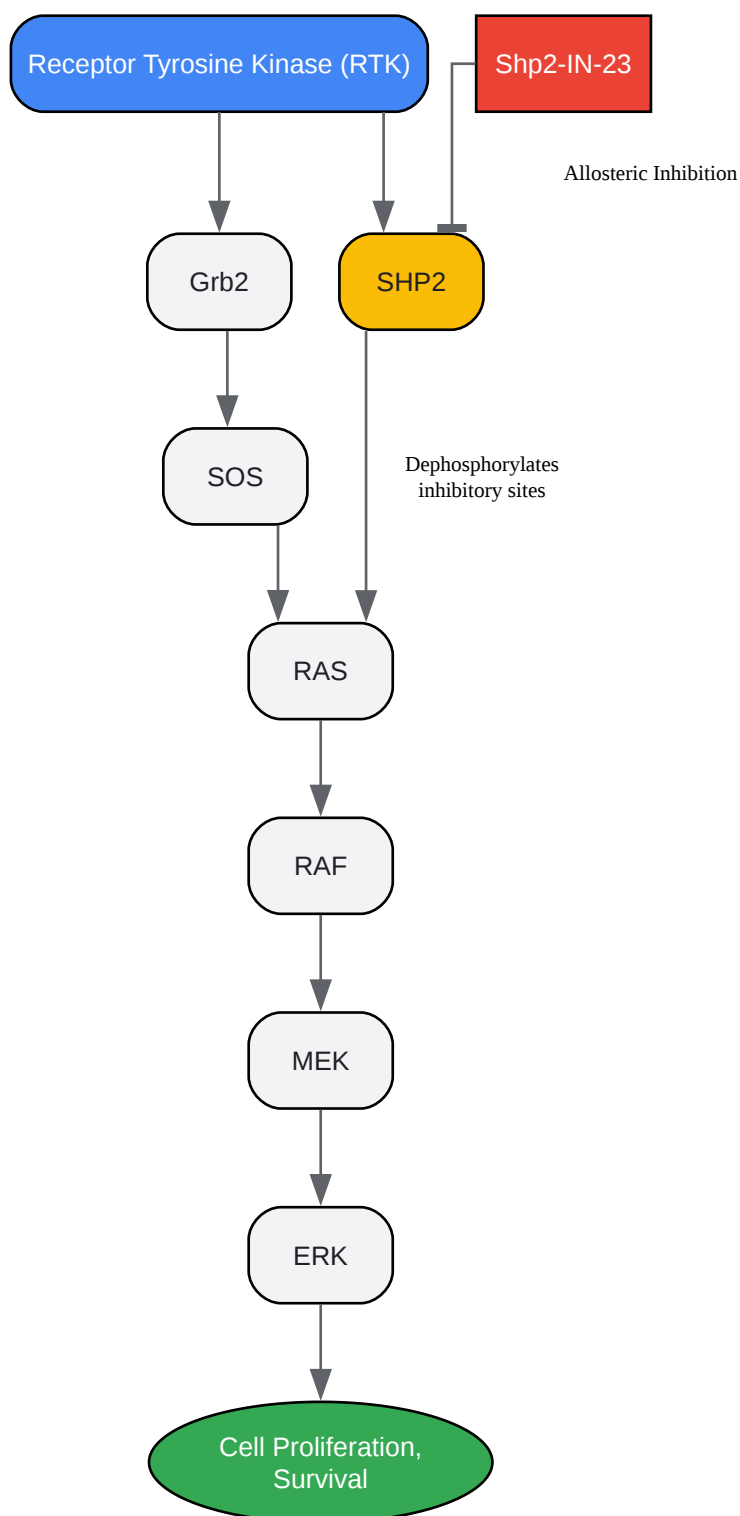 Receptor Tyrosine Kinase (RTK)
Shp2-IN-23
Allosteric Inhibition
Grb2
SHP2
Dephosphorylates
inhibitory sites
SOS
RAS
RAF
MEK
ERK
Cell Proliferation,
Survival